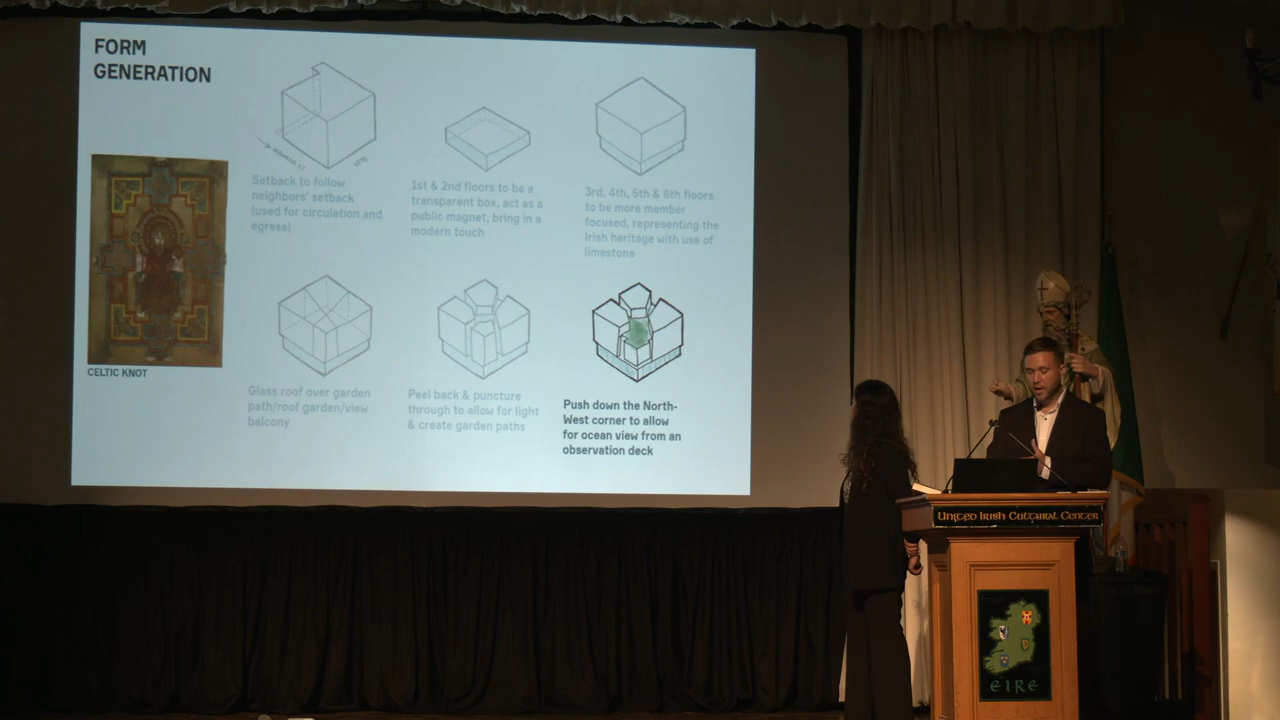 FORM
GENERATION
CELTIC KNOT
Setback to follow
neighbors' setback
(used for circulation and
egress)
1st & 2nd floors to be a
transparent box, act as a
public magnet, bring in a
modern touch
3rd, 4th, 5th & 6th floors
to be more member
focused, representing the
Irish heritage with use of
limestone
Glass roof over garden
path/roof garden/view
balcony
Peel back & puncture
through to allow for light
& create garden paths
Push down the North-
West corner to allow
for ocean view from an
observation deck
United Irish Cultural Center
EIRE